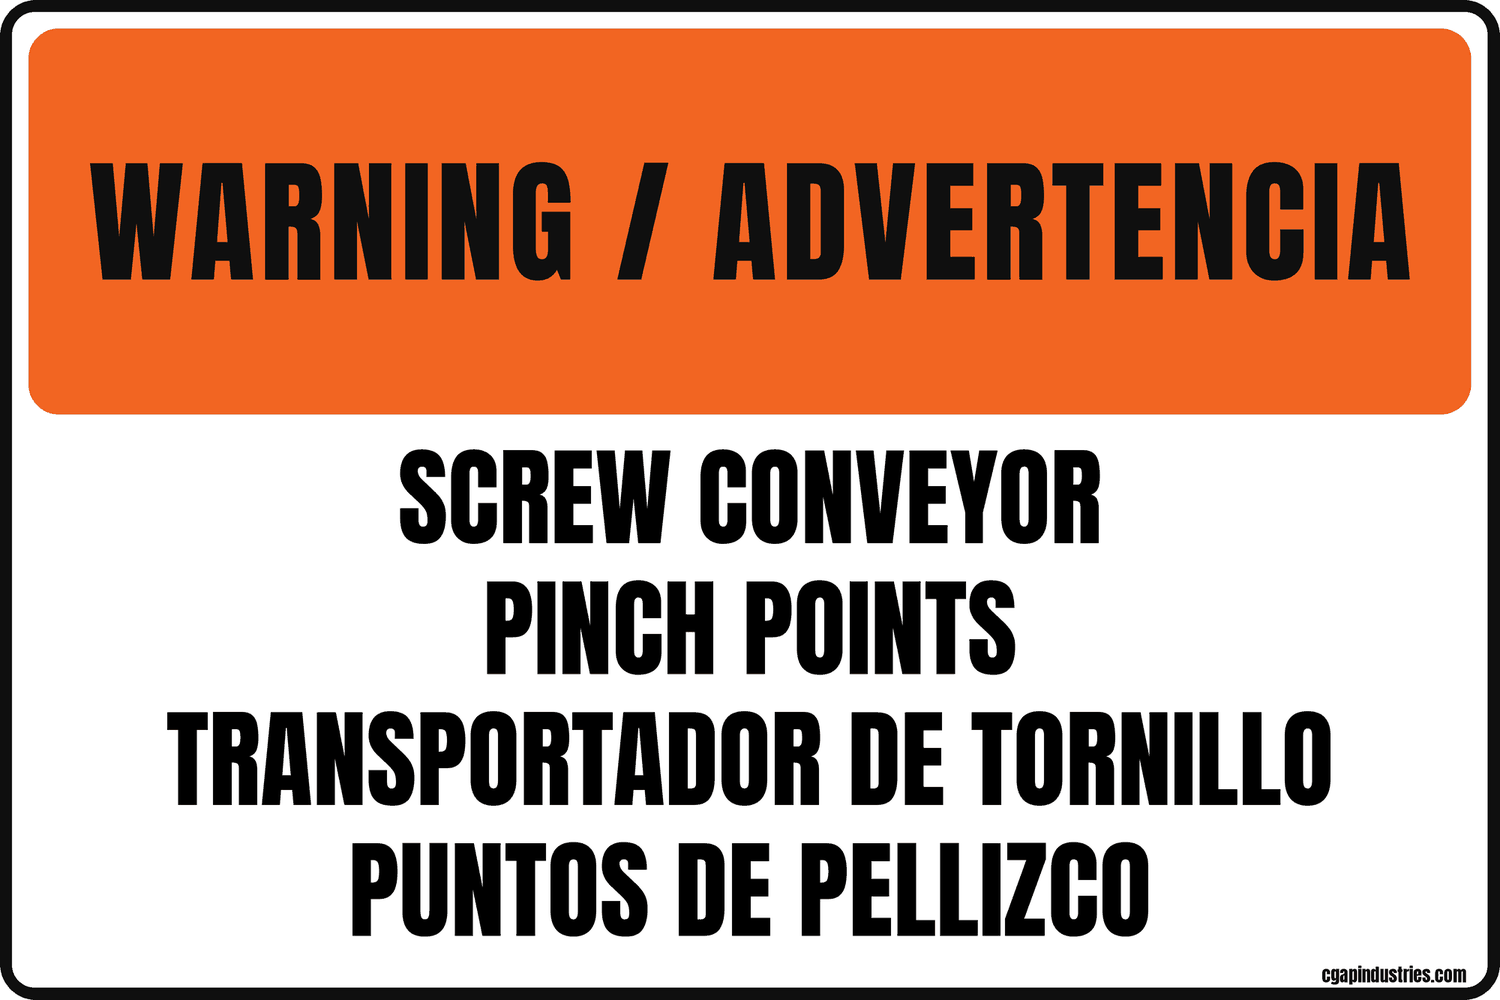 WARNING / ADVERTENCIA
SCREW CONVEYOR
PINCH POINTS
TRANSPORTADOR DE TORNILLO
PUNTOS DE PELLIZCO
cgapindustries.com